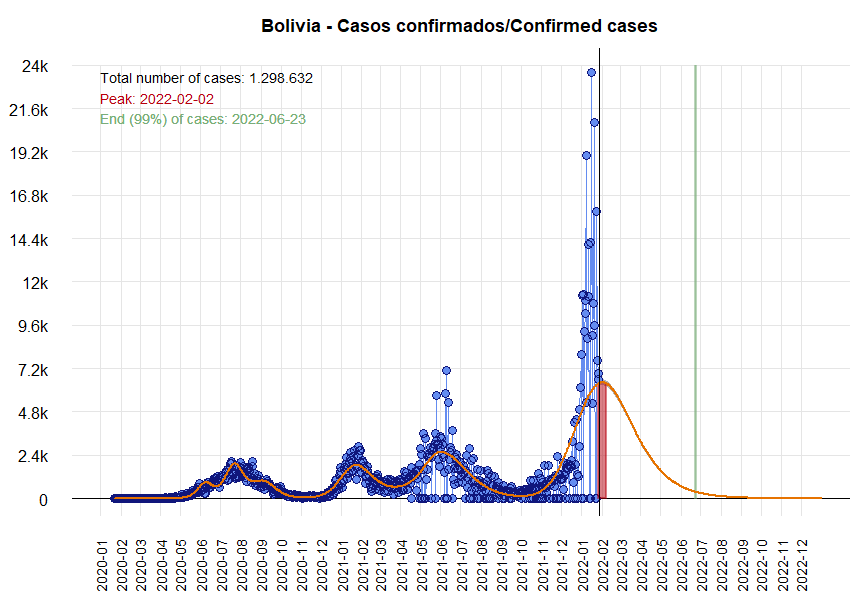 Bolivia - Casos confirmados/Confirmed cases
Total number of cases: 1.298.632
Peak: 2022-02-02
End (99%) of cases: 2022-06-23
24k
21.6k
19.2k
16.8k
14.4k
12k
9.6k
7.2k
4.8k
2.4k
0
2020-01
2020-02
2020-03
2020-04
2020-05
2020-06
2020-07
2020-08
2020-09
2020-10
2020-11
2020-12
2021-01
2021-02
2021-03
2021-04
2021-05
2021-06
2021-07
2021-08
2021-09
2021-10
2021-11
2021-12
2022-01
2022-02
2022-03
2022-04
2022-05
2022-06
2022-07
2022-08
2022-09
2022-10
2022-11
2022-12